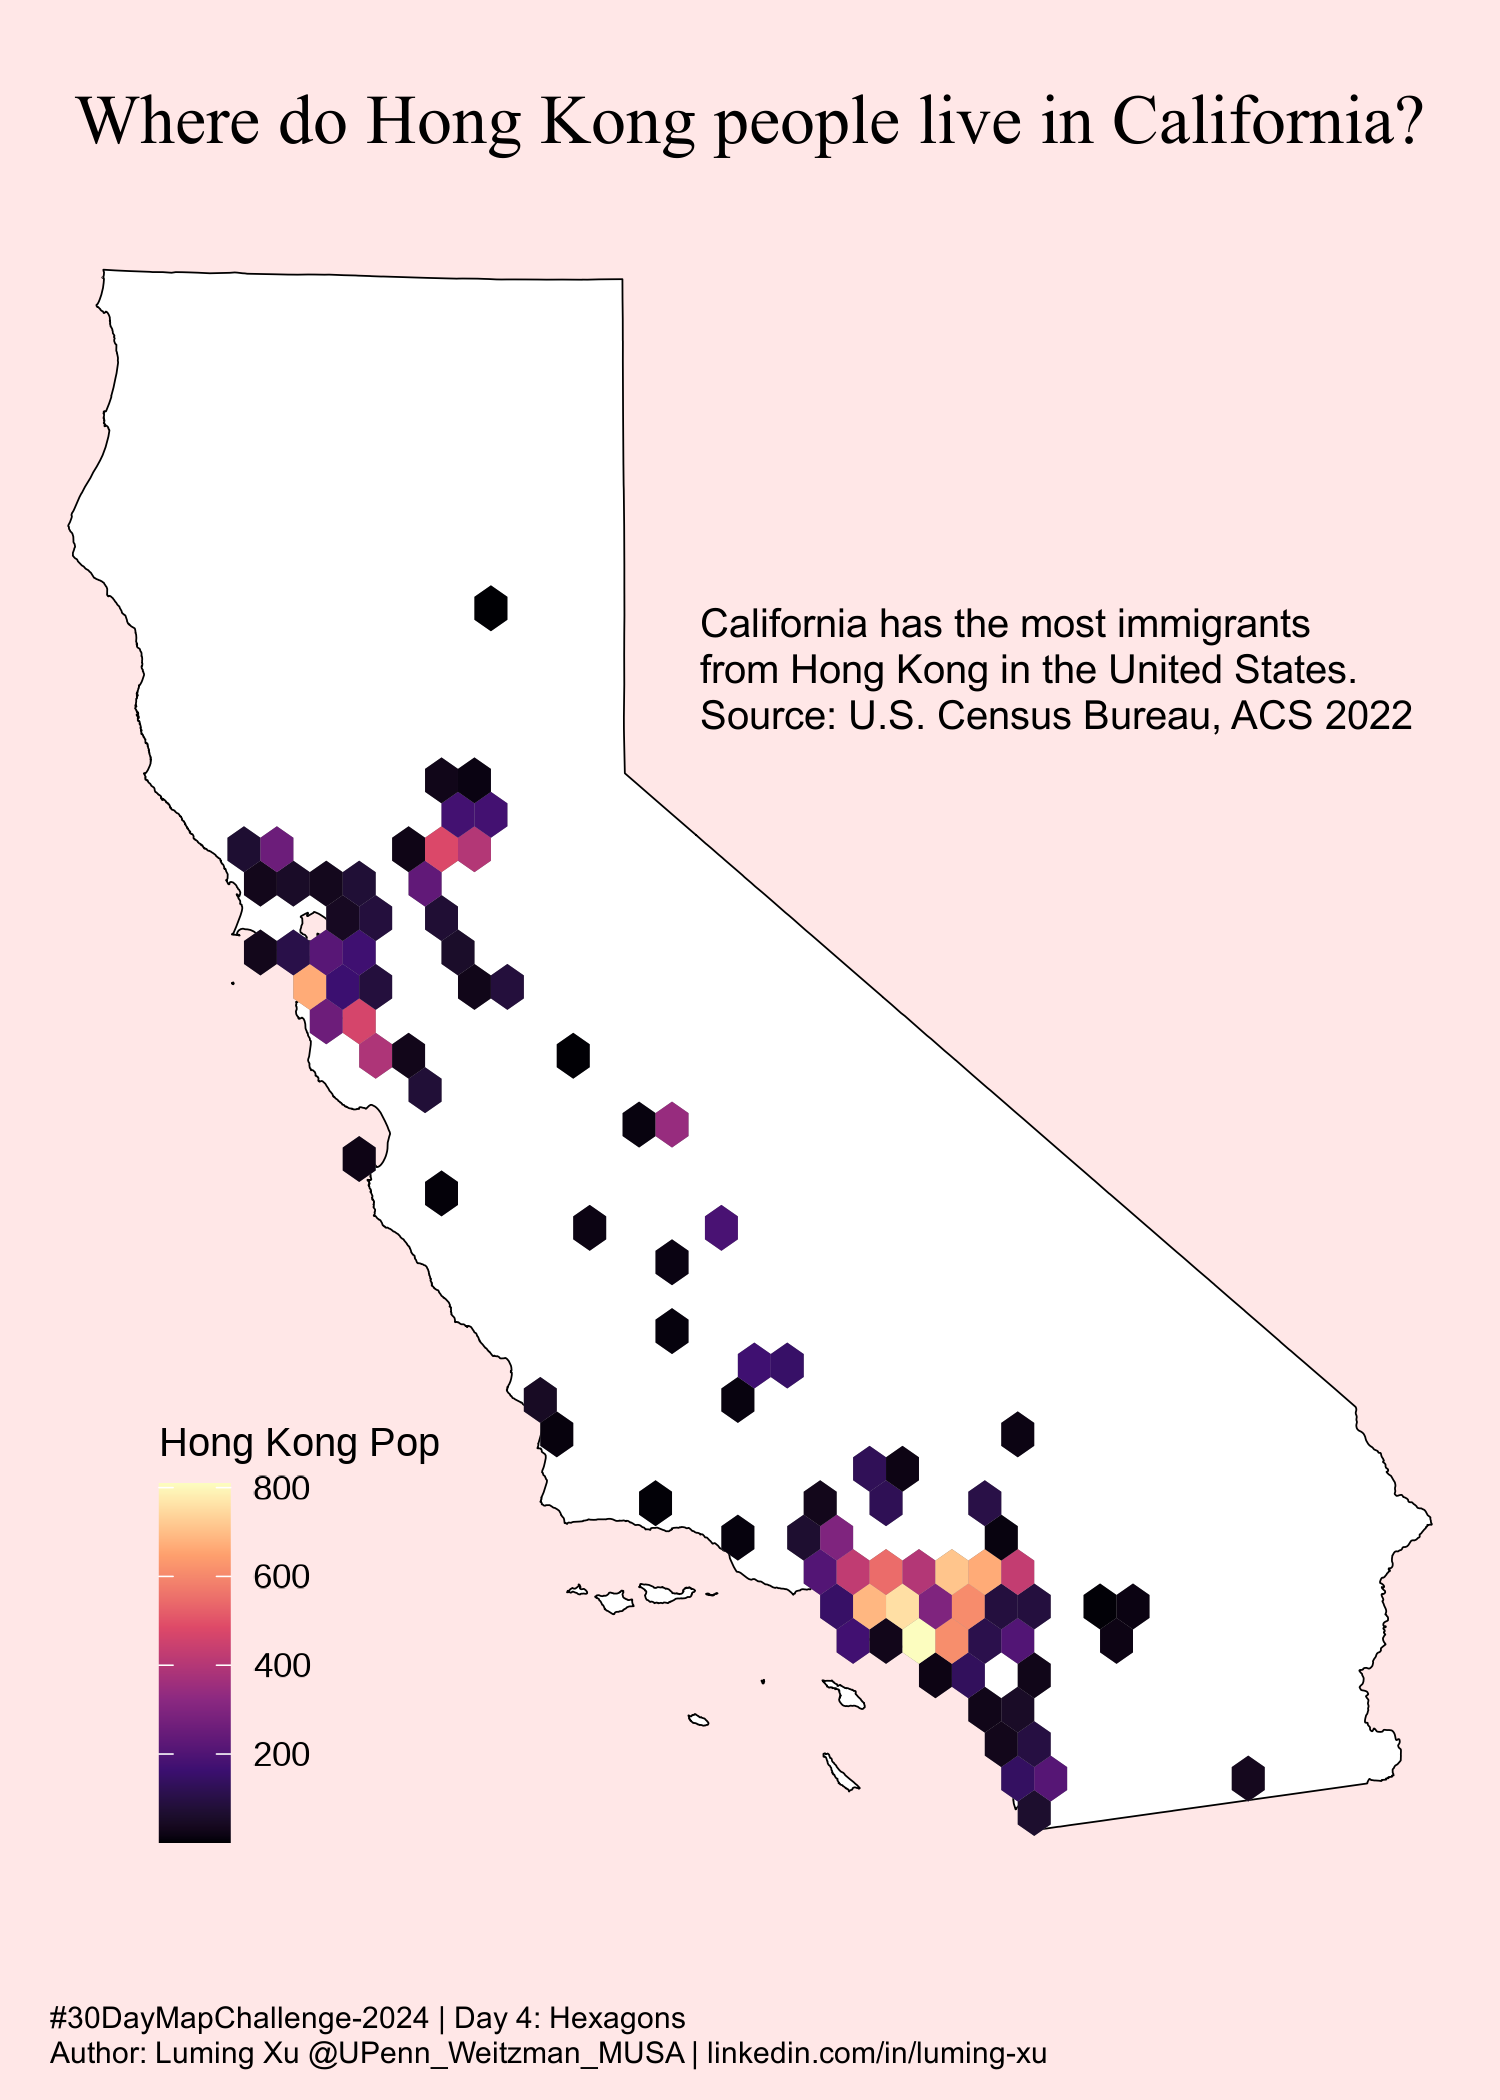 Where do Hong Kong people live in California?
California has the most immigrants
from Hong Kong in the United States.
Source: U.S. Census Bureau, ACS 2022
Hong Kong Pop
800
600
400
200
#30DayMapChallenge-2024 | Day 4: Hexagons
Author: Luming Xu @UPenn_Weitzman_MUSA | linkedin.com/in/luming-xu